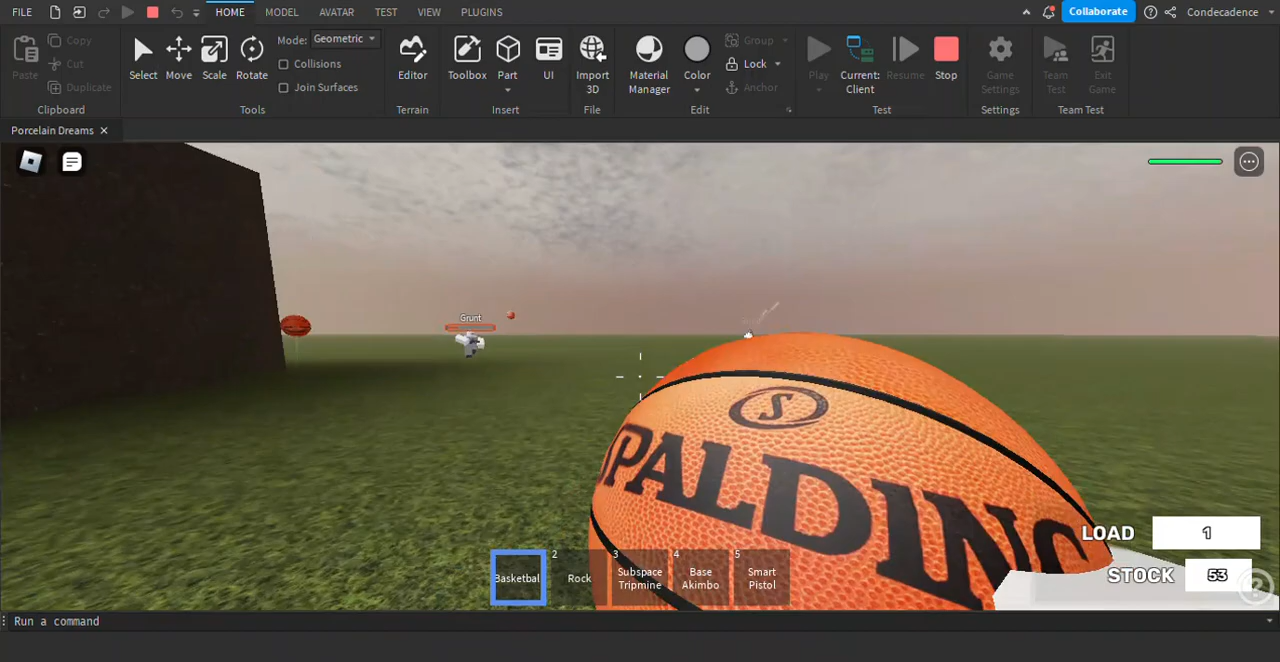 FILE HOME MODEL AVATAR TEST VIEW PLUGINS Collaborate Condecadence
Paste Copy Cut Duplicate Clipboard
Select Move Scale Rotate Mode: Geometric Collisions Join Surfaces Tools
Editor Terrain
Toolbox Part UI Insert
Import 3D File
Material Manager Color Group Lock Anchor Edit
Play Current: Client Resume Stop Test
Game Settings Settings
Team Test Exit Game Team Test
Porcelain Dreams
Grunt
S
SPALDING
LOAD 1
STOCK 53
Basketbal
2 Rock
3 Subspace Tripmine
4 Base Akimbo
5 Smart Pistol
Run a command